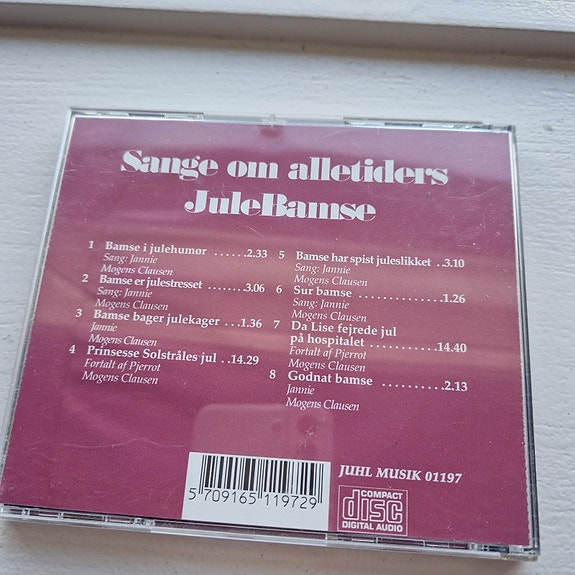 Sange om alletiders
JuleBamse
1 Bamse i julehumør ......2.33
Sang: Jannie
Mogens Clausen
2 Bamse er julestresset ......3.06
Sang: Jannie
Mogens Clausen
3 Bamse bager julekager ...1.36
Jannie
Mogens Clausen
4 Prinsesse Solstråles jul ..14.29
Fortalt af Pjerrot
Mogens Clausen
5 Bamse har spist juleslikket ..3.10
Sang: Jannie
Mogens Clausen
6 Sur bamse ..............1.26
Sang: Jannie
Mogens Clausen
7 Da Lise fejrede jul
på hospitalet ............14.40
Fortalt af Pjerrot
Mogens Clausen
8 Godnat bamse ..........2.13
Jannie
Mogens Clausen
5 709165 119729
JUHL MUSIK 01197
COMPACT
disc
DIGITAL AUDIO